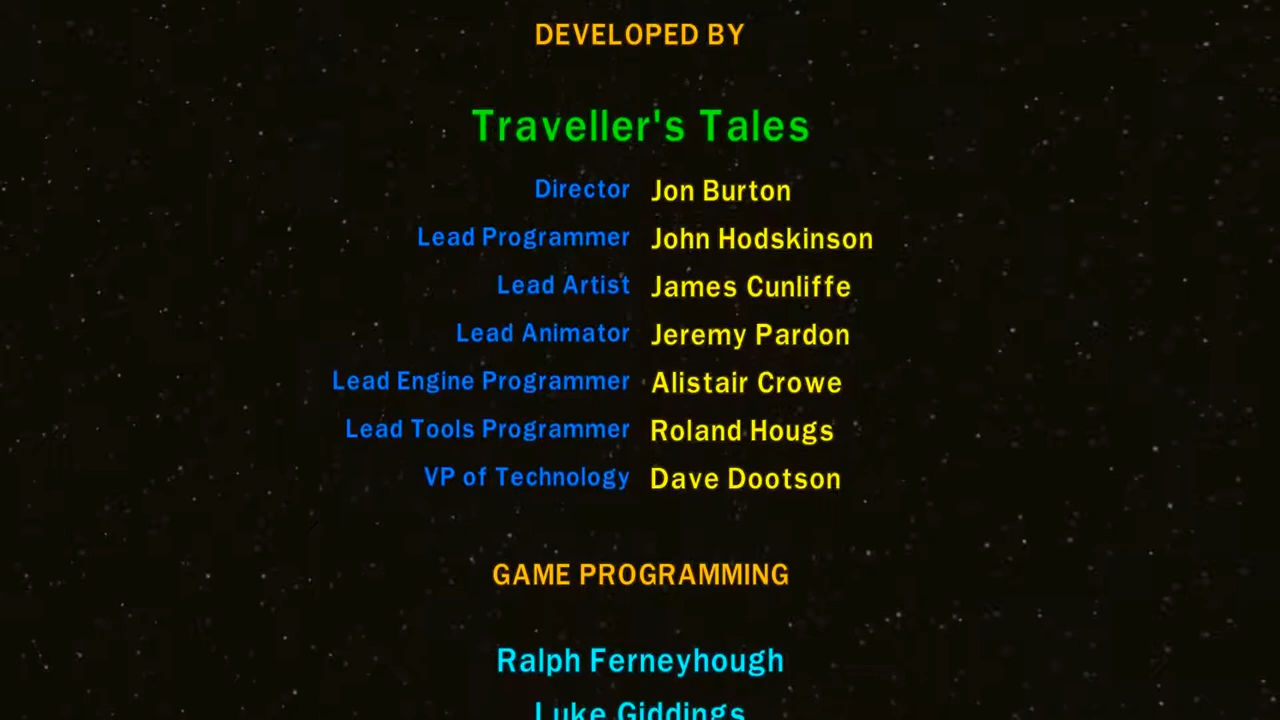 DEVELOPED BY
Traveller's Tales
Director Jon Burton
Lead Programmer John Hodskinson
Lead Artist James Cunliffe
Lead Animator Jeremy Pardon
Lead Engine Programmer Alistair Crowe
Lead Tools Programmer Roland Hougs
VP of Technology Dave Dootson
GAME PROGRAMMING
Ralph Ferneyhough
Luke Giddings